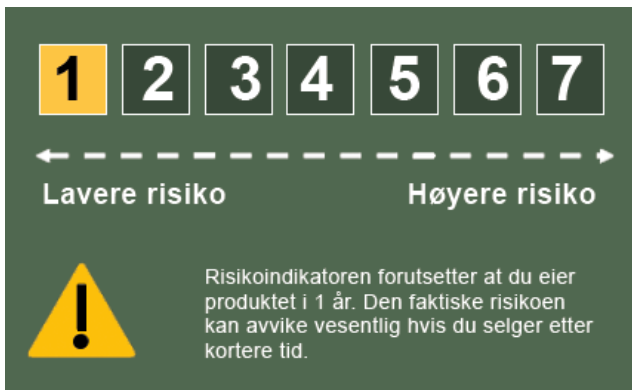 1 2 3 4 5 6 7
Lavere risiko Høyere risiko
Risikoindikatoren forutsetter at du eier
produktet i 1 år. Den faktiske risikoen
kan avvike vesentlig hvis du selger etter
kortere tid.